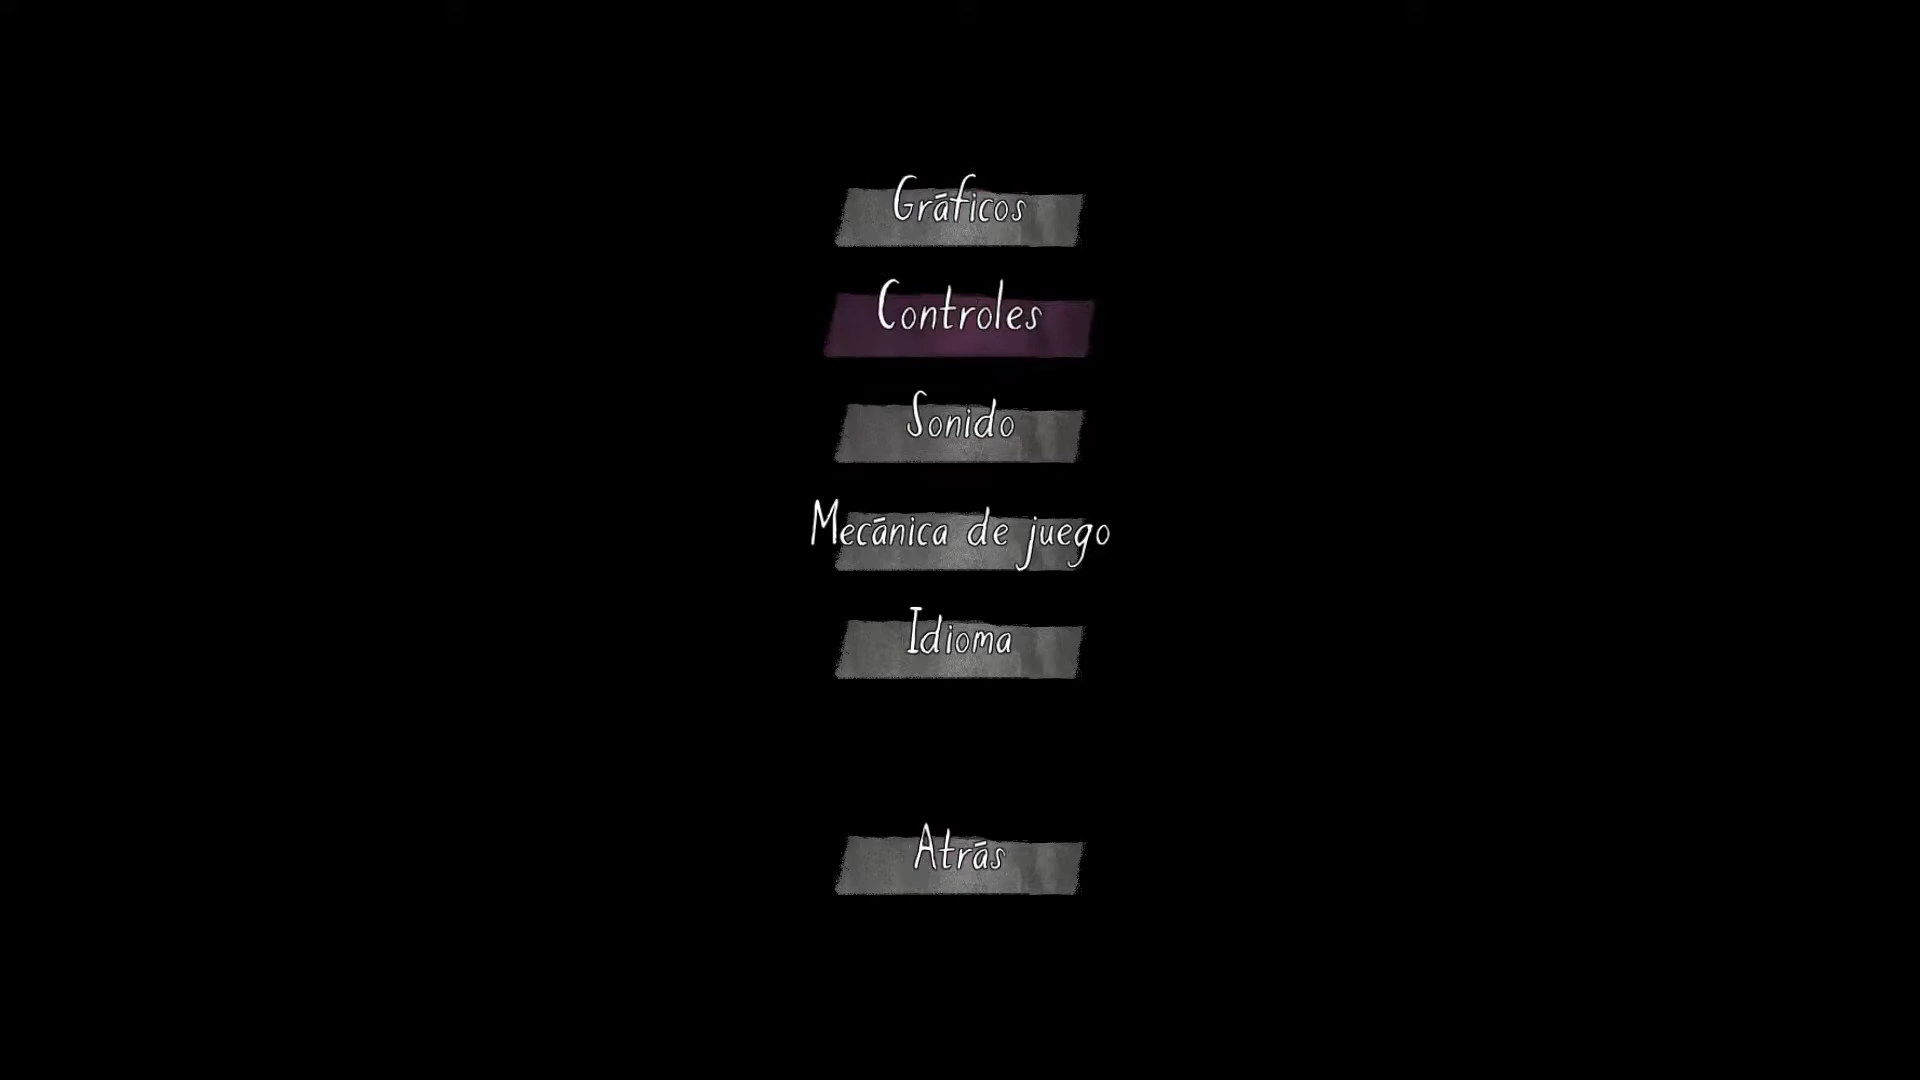 Gráficos
Controles
Sonido
Mecánica de juego
Idioma
Atrás